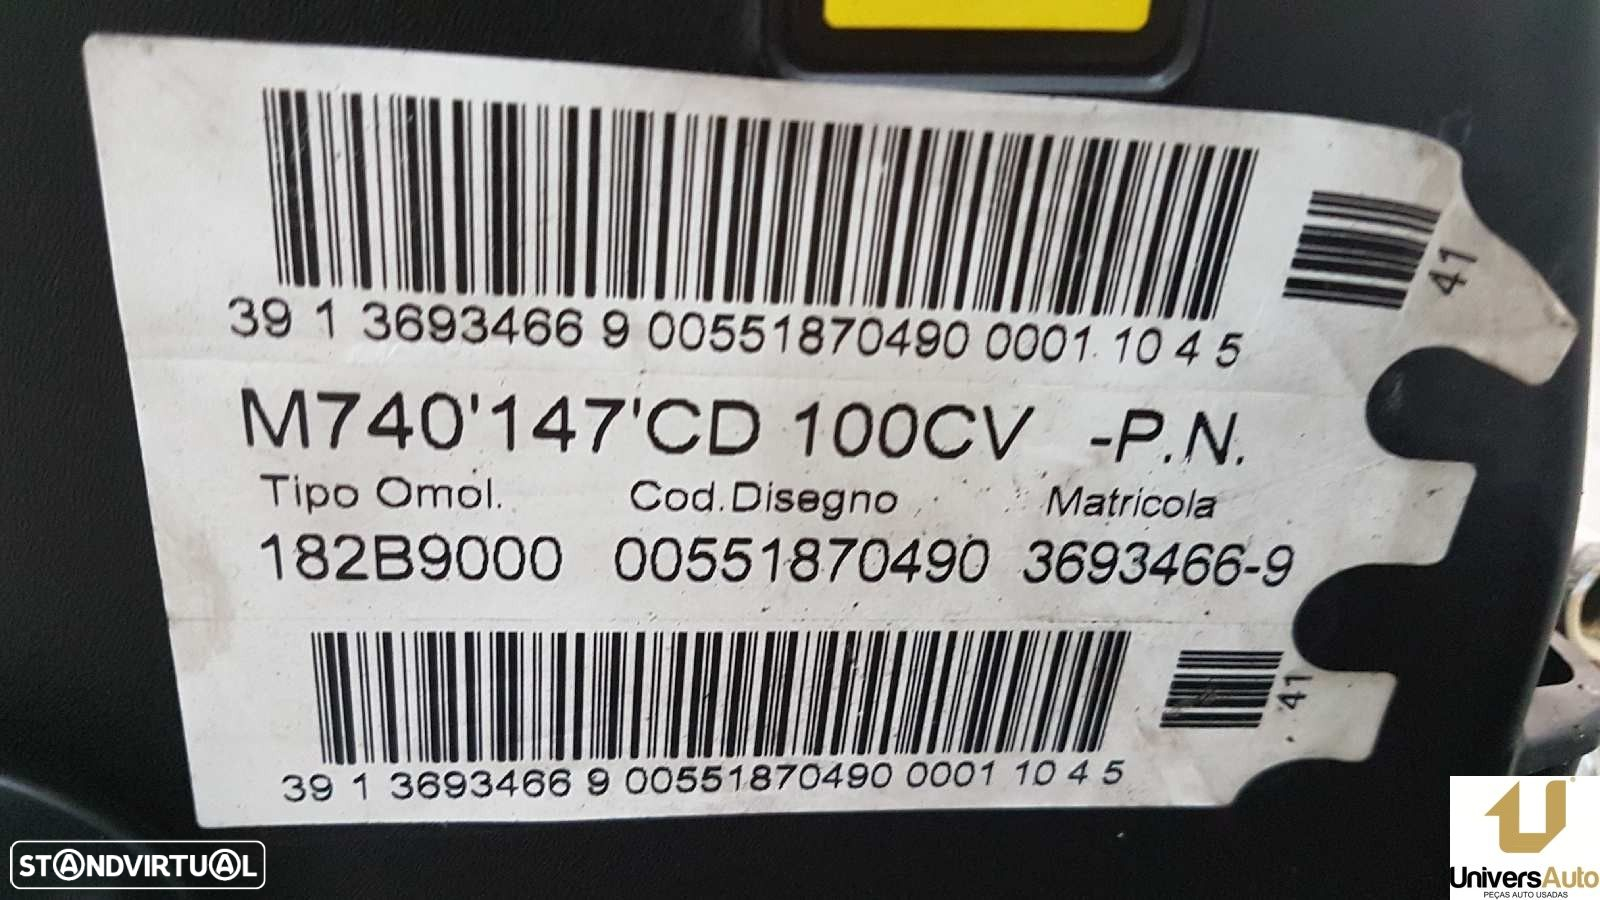 39 1 3693466 9 00551870490 0001 10 4 5
41
M740'147'CD 100CV -P.N.
Tipo Omol. Cod.Disegno Matricola
182B9000 00551870490 3693466-9
41
39 1 3693466 9 00551870490 0001 10 4 5
STANDVIRTUAL
UniversAuto
PEÇAS AUTO USADAS